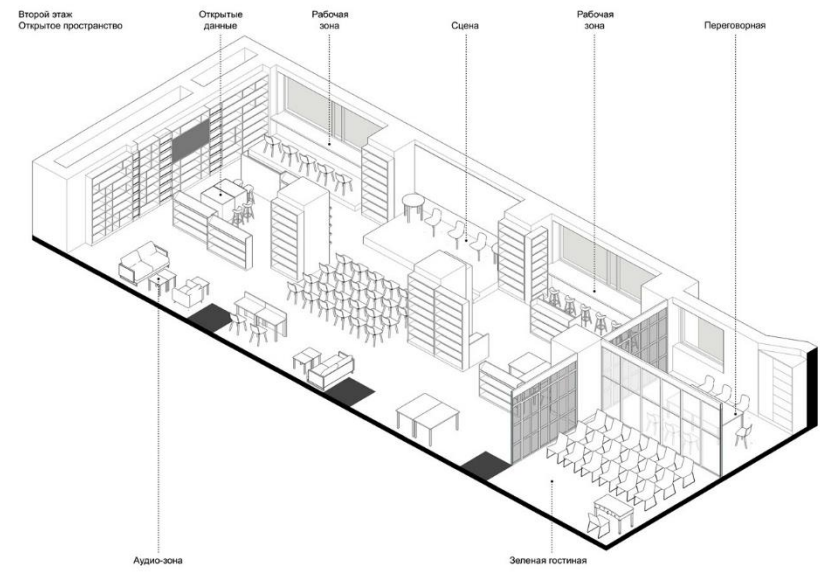 Второй этаж
Открытое пространство
Открытые
данные
Рабочая
зона
Сцена
Рабочая
зона
Переговорная
Аудио-зона
Зеленая гостиная